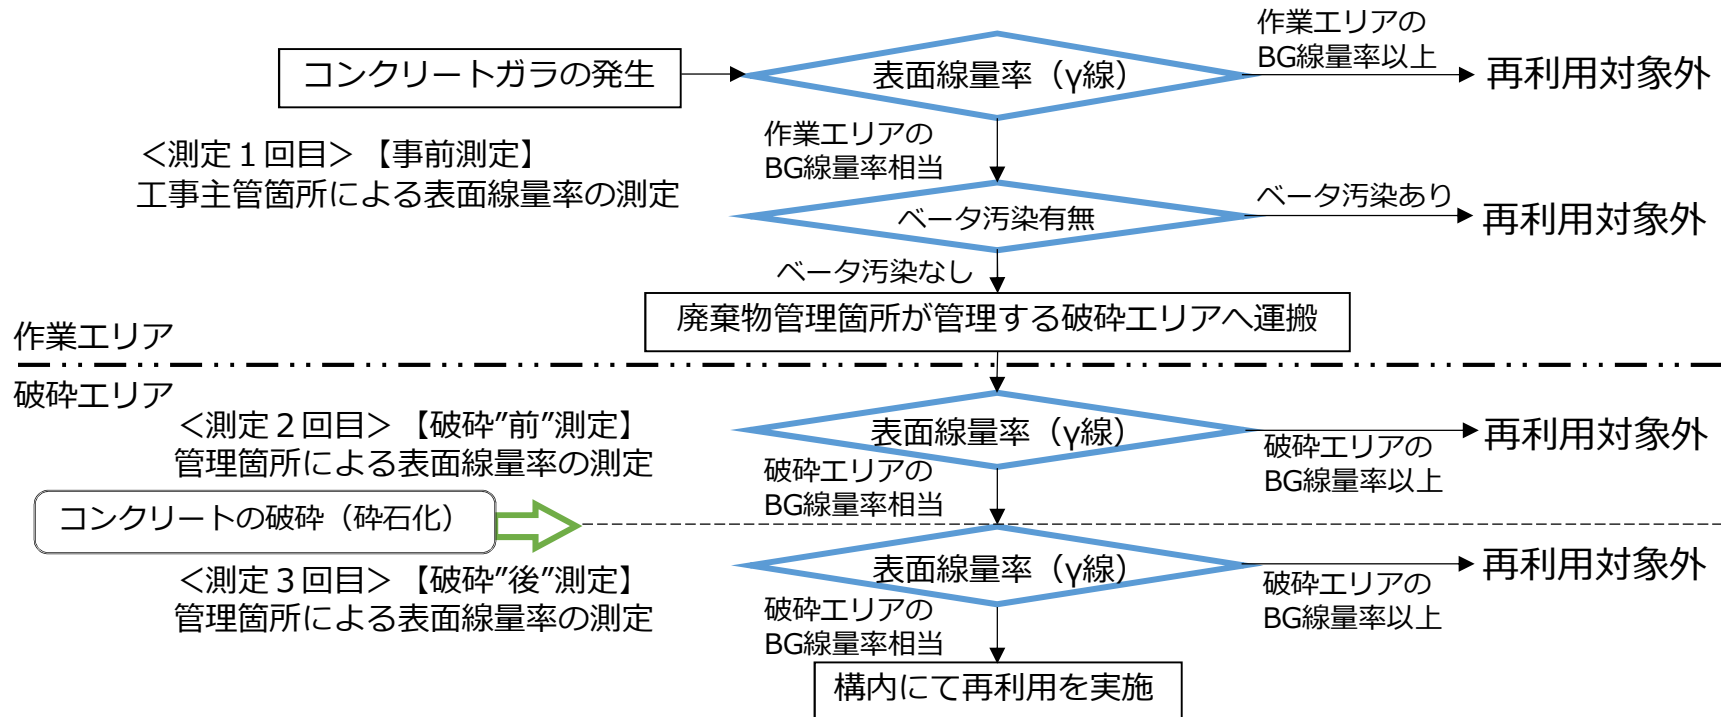 作業エリアの
BG線量率以上
コンクリートガラの発生
表面線量率（γ線）
再利用対象外
作業エリアの
BG線量率相当
＜測定１回目＞【事前測定】
工事主管箇所による表面線量率の測定
ベータ汚染有無
ベータ汚染あり
再利用対象外
ベータ汚染なし
廃棄物管理箇所が管理する破砕エリアへ運搬
作業エリア
破砕エリア
＜測定２回目＞【破砕”前”測定】
管理箇所による表面線量率の測定
表面線量率（γ線）
再利用対象外
破砕エリアの
BG線量率以上
破砕エリアの
BG線量率相当
コンクリートの破砕（砕石化）
＜測定３回目＞【破砕”後”測定】
管理箇所による表面線量率の測定
表面線量率（γ線）
再利用対象外
破砕エリアの
BG線量率以上
破砕エリアの
BG線量率相当
構内にて再利用を実施